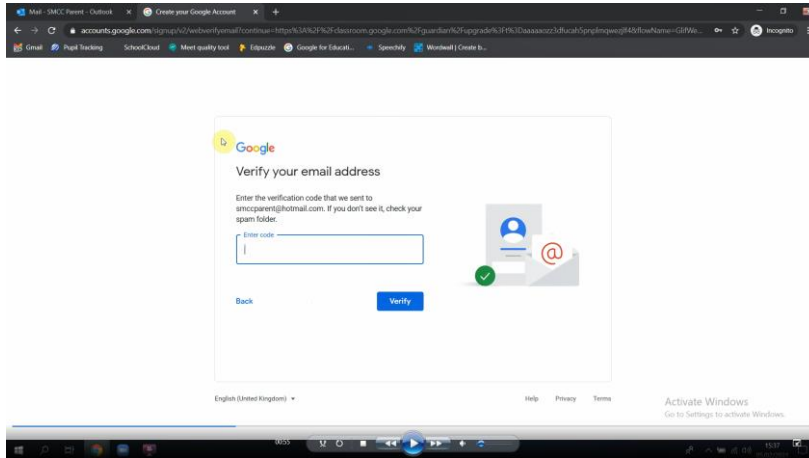 Mail - SMCC Parent - Outlook
Create your Google Account
Incognito
Gmail Pupil Tracking SchoolCloud Meet quality tool Edpuzzle Google for Educati... Speechify Wordwall | Create b...
Google
Verify your email address
Enter the verification code that we sent to
smccparent@hotmail.com. If you don't see it, check your
spam folder.
Enter code
Back
Verify
English (United Kingdom)
Help Privacy Terms
Activate Windows
Go to Settings to activate Windows.
0055
15:37